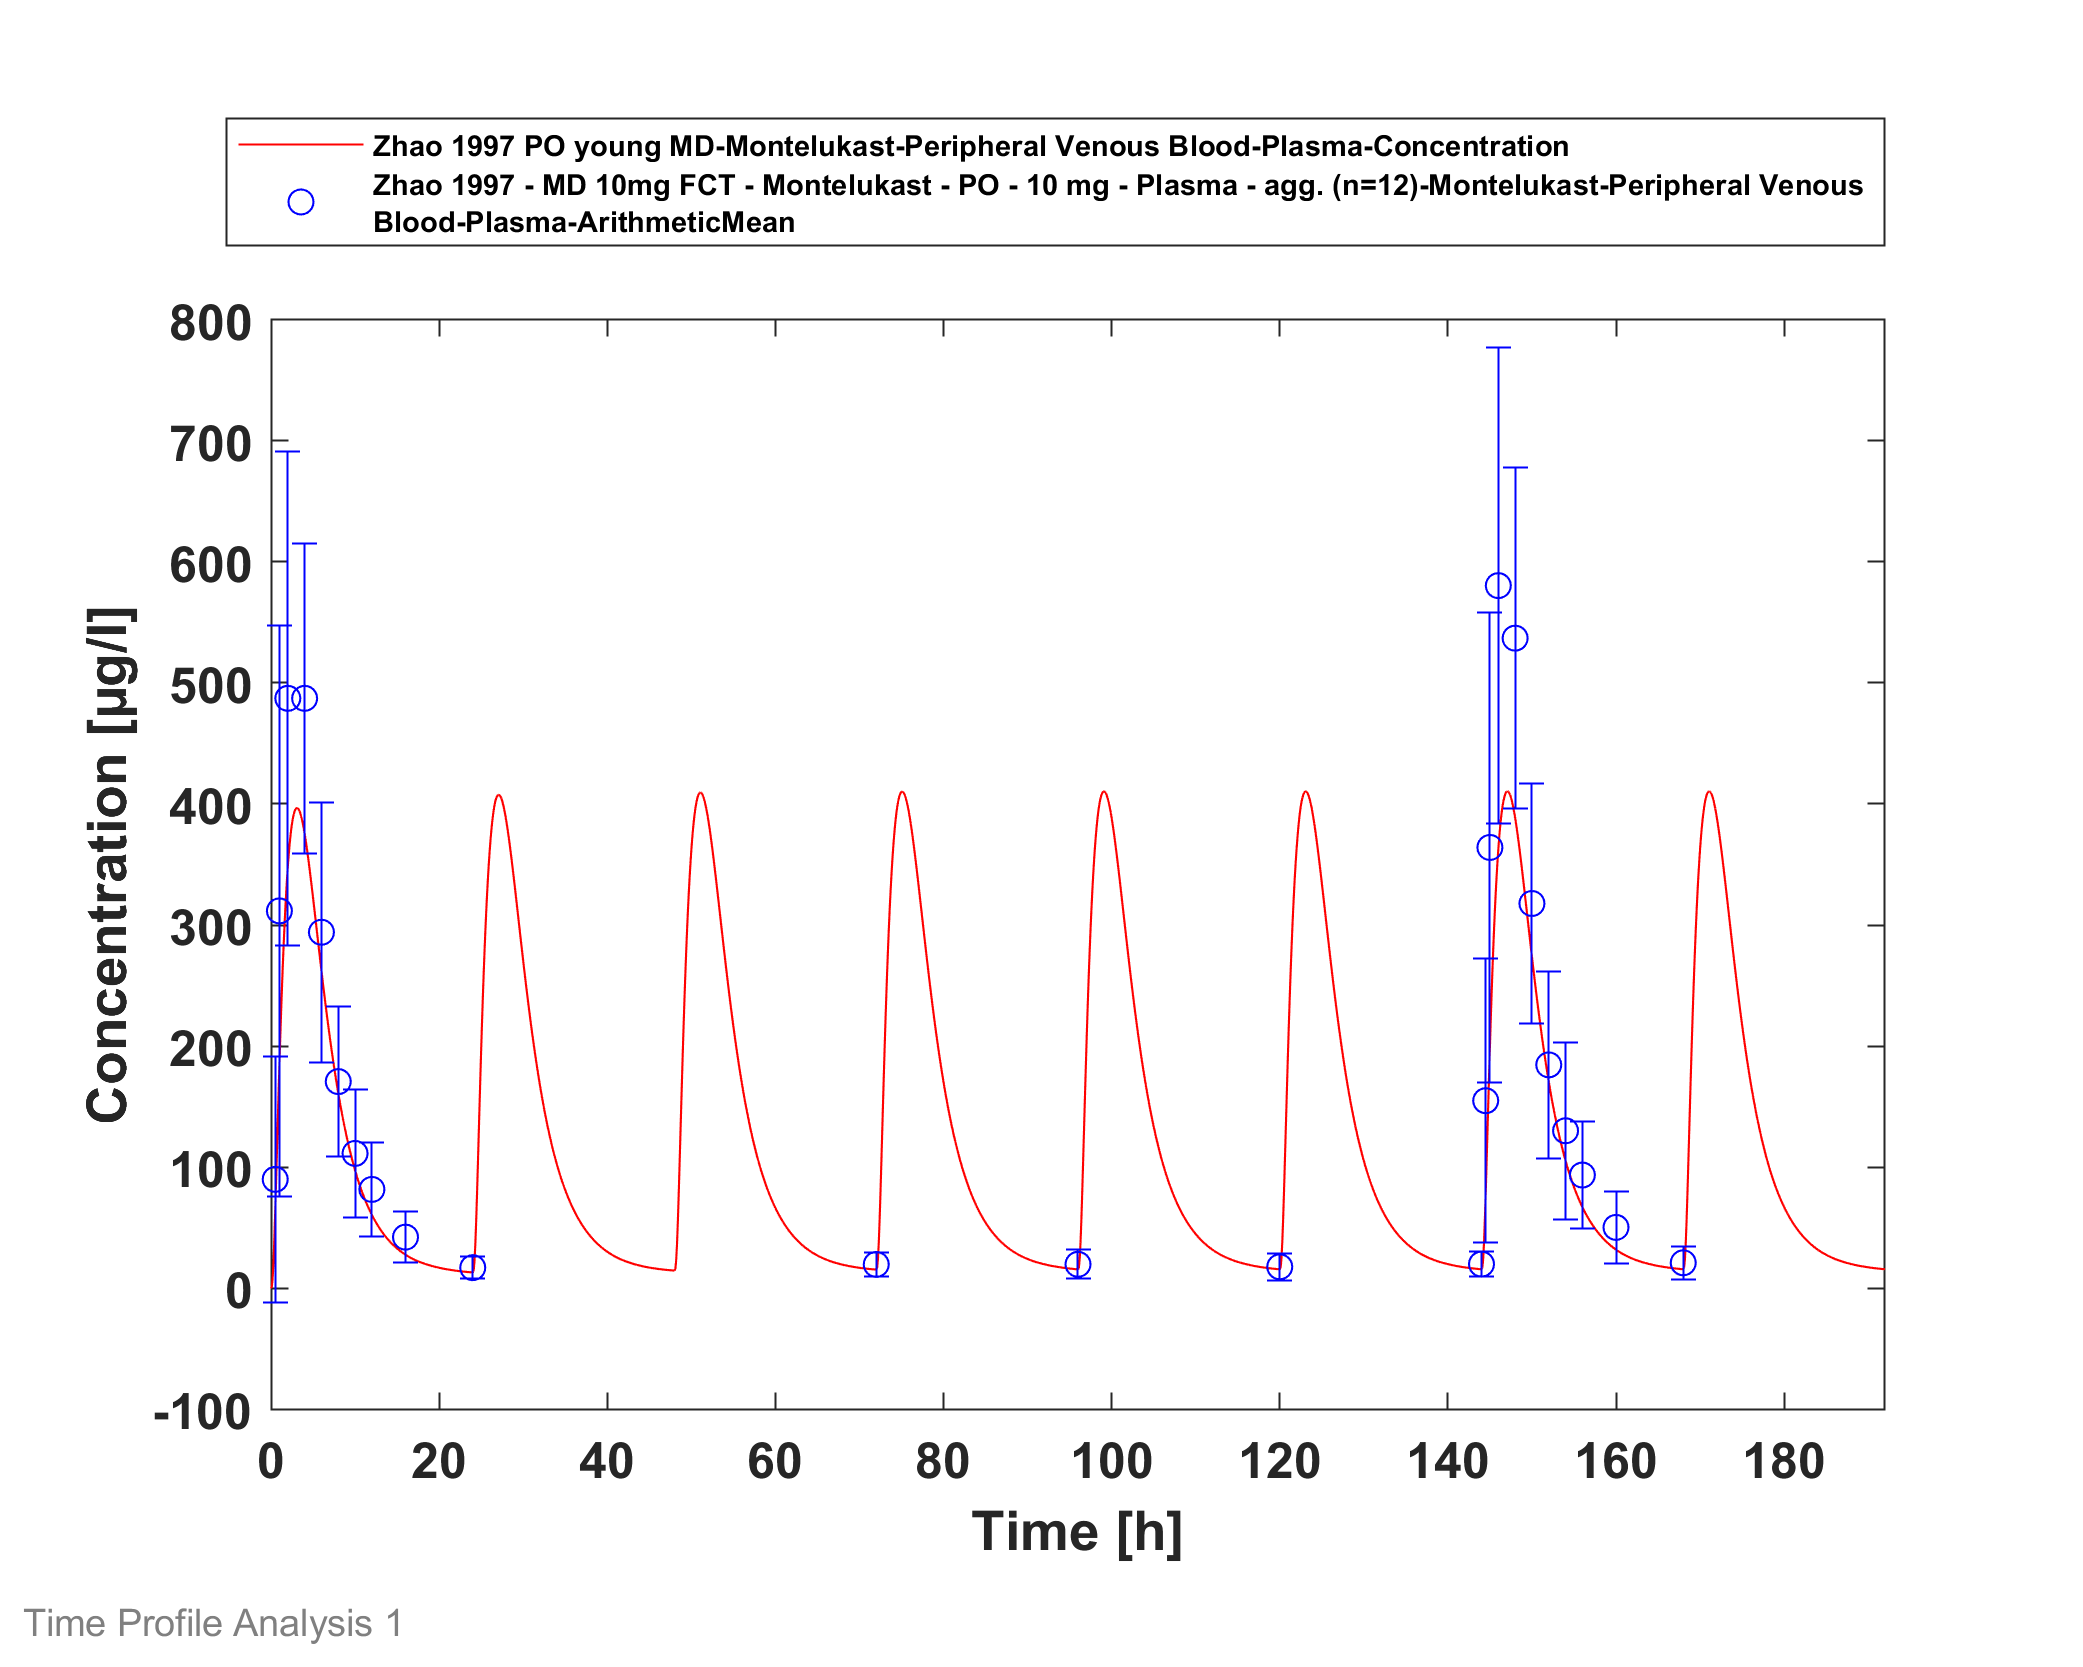 Zhao 1997 PO young MD-Montelukast-Peripheral Venous Blood-Plasma-Concentration
Zhao 1997 - MD 10mg FCT - Montelukast - PO - 10 mg - Plasma - agg. (n=12)-Montelukast-Peripheral Venous
Blood-Plasma-ArithmeticMean
800
700
600
500
400
300
200
100
0
-100
Concentration [µg/l]
0 20 40 60 80 100 120 140 160 180
Time [h]
Time Profile Analysis 1